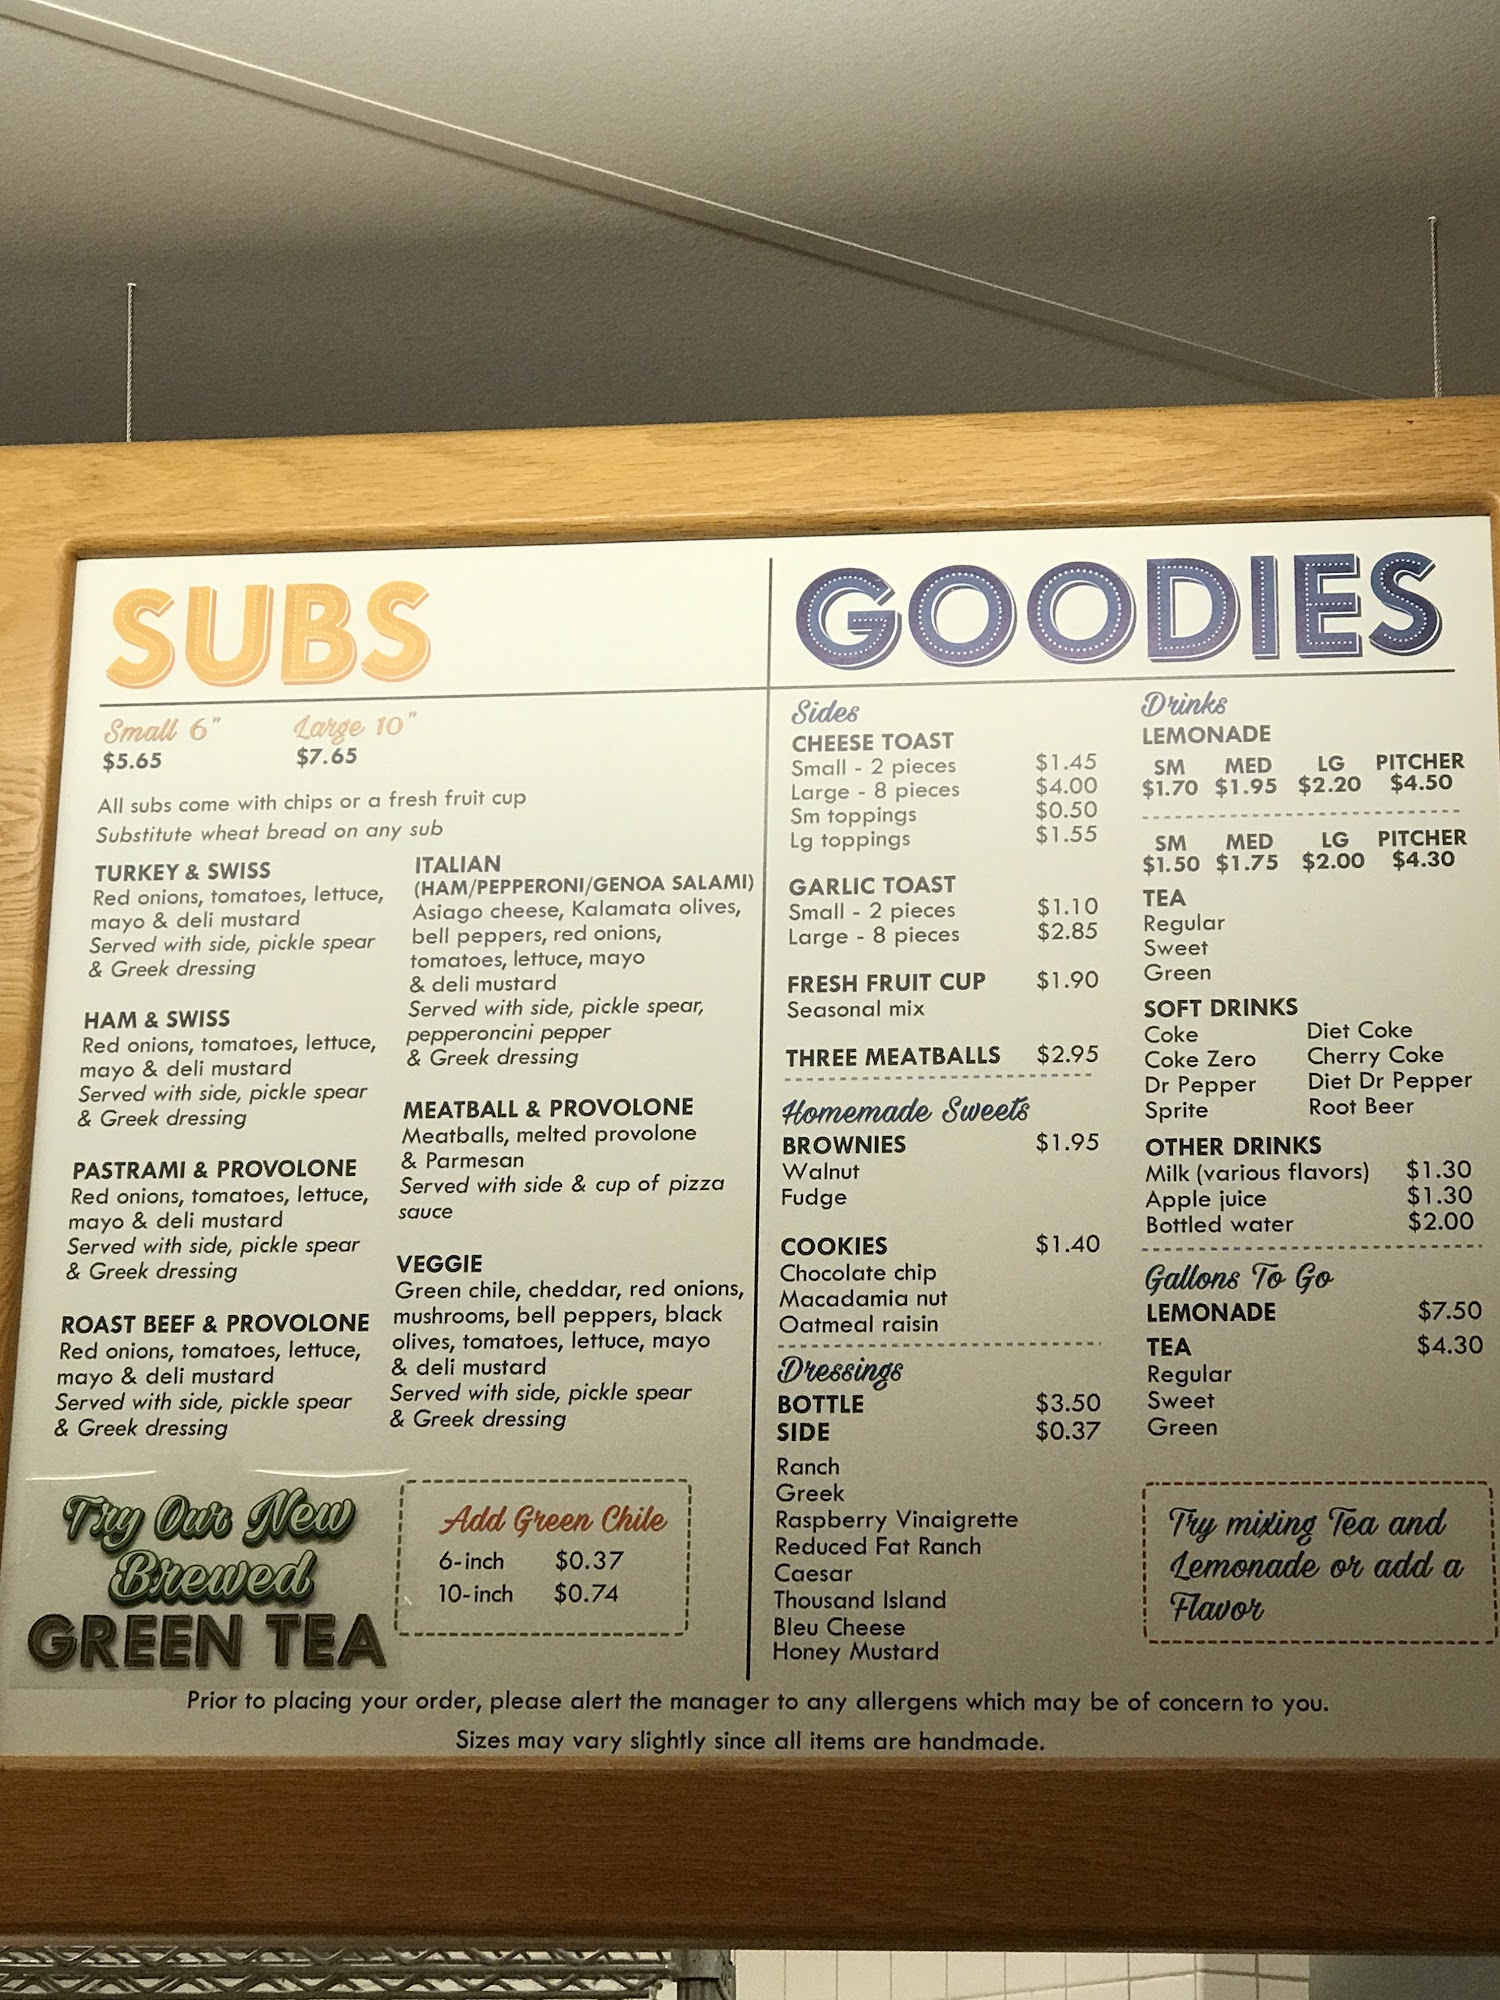 SUBS
Small 6" Large 10"
$5.65 $7.65
All subs come with chips or a fresh fruit cup
Substitute wheat bread on any sub
TURKEY & SWISS
Red onions, tomatoes, lettuce,
mayo & deli mustard
Served with side, pickle spear
& Greek dressing
HAM & SWISS
Red onions, tomatoes, lettuce,
mayo & deli mustard
Served with side, pickle spear
& Greek dressing
PASTRAMI & PROVOLONE
Red onions, tomatoes, lettuce,
mayo & deli mustard
Served with side, pickle spear
& Greek dressing
ROAST BEEF & PROVOLONE
Red onions, tomatoes, lettuce,
mayo & deli mustard
Served with side, pickle spear
& Greek dressing
ITALIAN
(HAM/PEPPERONI/GENOA SALAMI)
Asiago cheese, Kalamata olives,
bell peppers, red onions,
tomatoes, lettuce, mayo
& deli mustard
Served with side, pickle spear,
pepperoncini pepper
& Greek dressing
MEATBALL & PROVOLONE
Meatballs, melted provolone
& Parmesan
Served with side & cup of pizza
sauce
VEGGIE
Green chile, cheddar, red onions,
mushrooms, bell peppers, black
olives, tomatoes, lettuce, mayo
& deli mustard
Served with side, pickle spear
& Greek dressing
Try Our New
Brewed
GREEN TEA
Add Green Chile
6-inch $0.37
10-inch $0.74
GOODIES
Sides
CHEESE TOAST
Small - 2 pieces $1.45
Large - 8 pieces $4.00
Sm toppings $0.50
Lg toppings $1.55
GARLIC TOAST
Small - 2 pieces $1.10
Large - 8 pieces $2.85
FRESH FRUIT CUP $1.90
Seasonal mix
THREE MEATBALLS $2.95
Homemade Sweets
BROWNIES $1.95
Walnut
Fudge
COOKIES $1.40
Chocolate chip
Macadamia nut
Oatmeal raisin
Dressings
BOTTLE $3.50
SIDE $0.37
Ranch
Greek
Raspberry Vinaigrette
Reduced Fat Ranch
Caesar
Thousand Island
Bleu Cheese
Honey Mustard
Drinks
LEMONADE
SM MED LG PITCHER
$1.70 $1.95 $2.20 $4.50
SM MED LG PITCHER
$1.50 $1.75 $2.00 $4.30
TEA
Regular
Sweet
Green
SOFT DRINKS
Coke Diet Coke
Coke Zero Cherry Coke
Dr Pepper Diet Dr Pepper
Sprite Root Beer
OTHER DRINKS
Milk (various flavors) $1.30
Apple juice $1.30
Bottled water $2.00
Gallons To Go
LEMONADE $7.50
TEA $4.30
Regular
Sweet
Green
Try mixing Tea and
Lemonade or add a
Flavor
Prior to placing your order, please alert the manager to any allergens which may be of concern to you.
Sizes may vary slightly since all items are handmade.